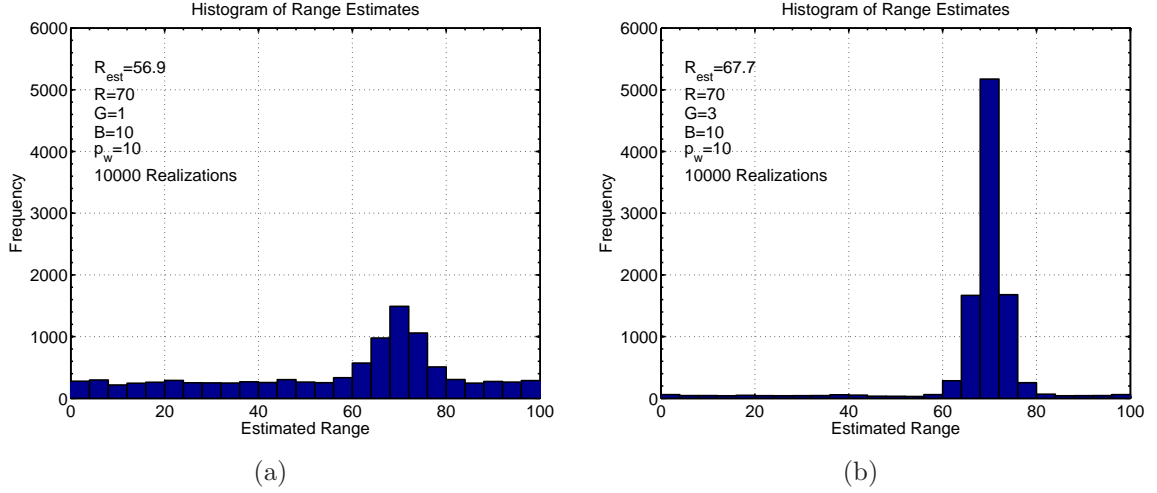 Histogram of Range Estimates
6000
5000
4000
3000
2000
1000
0
Frequency
R_est=56.9
R=70
G=1
B=10
p_w=10
10000 Realizations
0 20 40 60 80 100
Estimated Range
(a)
Histogram of Range Estimates
6000
5000
4000
3000
2000
1000
0
Frequency
R_est=67.7
R=70
G=3
B=10
p_w=10
10000 Realizations
0 20 40 60 80 100
Estimated Range
(b)